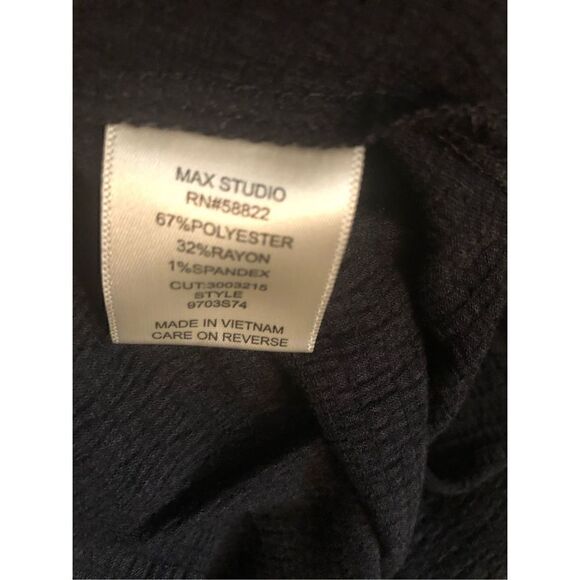 MAX STUDIO
RN#58822
67%POLYESTER
32%RAYON
1%SPANDEX
CUT:3003215
STYLE
9703S74
MADE IN VIETNAM
CARE ON REVERSE